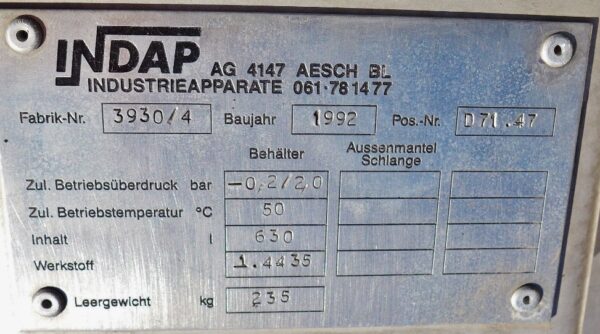 INDAP AG 4147 AESCH BL
INDUSTRIEAPPARATE 061·781477
Fabrik-Nr. 3930/4 Baujahr 1992 Pos.-Nr. D71.47
Behälter Aussenmantel
Schlange
Zul. Betriebsüberdruck bar -0,2/2,0
Zul. Betriebstemperatur °C 50
Inhalt l 630
Werkstoff 1.4435
Leergewicht kg 235